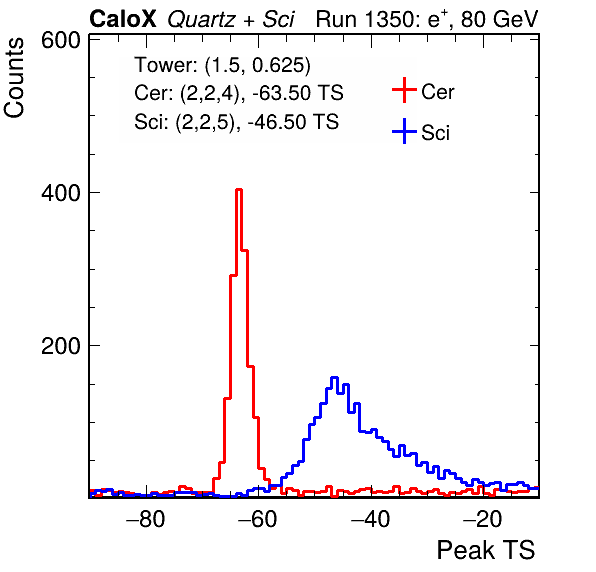 CaloX Quartz + Sci Run 1350: e⁺, 80 GeV
Counts
600
400
200
Tower: (1.5, 0.625)
Cer: (2,2,4), -63.50 TS
Sci: (2,2,5), -46.50 TS
Cer
Sci
−80 −60 −40 −20
Peak TS